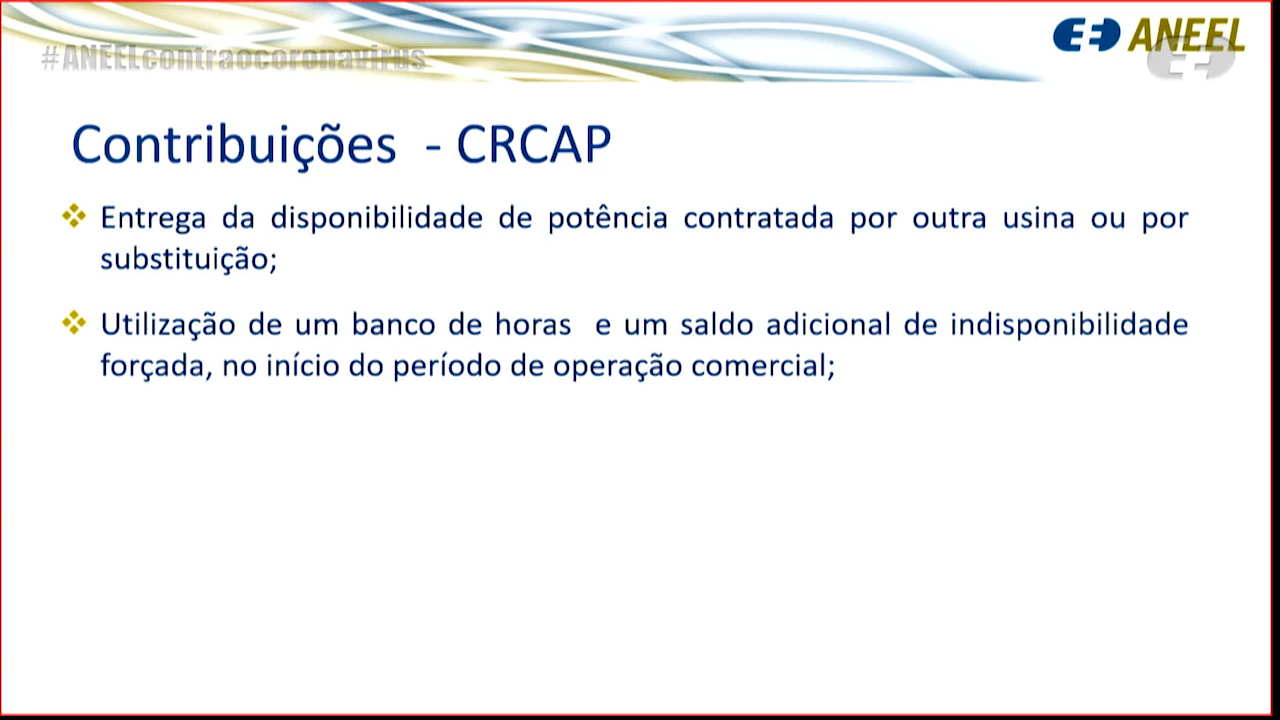 #ANEELcontraocoronavirus
ANEEL
Contribuições - CRCAP
Entrega da disponibilidade de potência contratada por outra usina ou por
substituição;
Utilização de um banco de horas e um saldo adicional de indisponibilidade
forçada, no início do período de operação comercial;